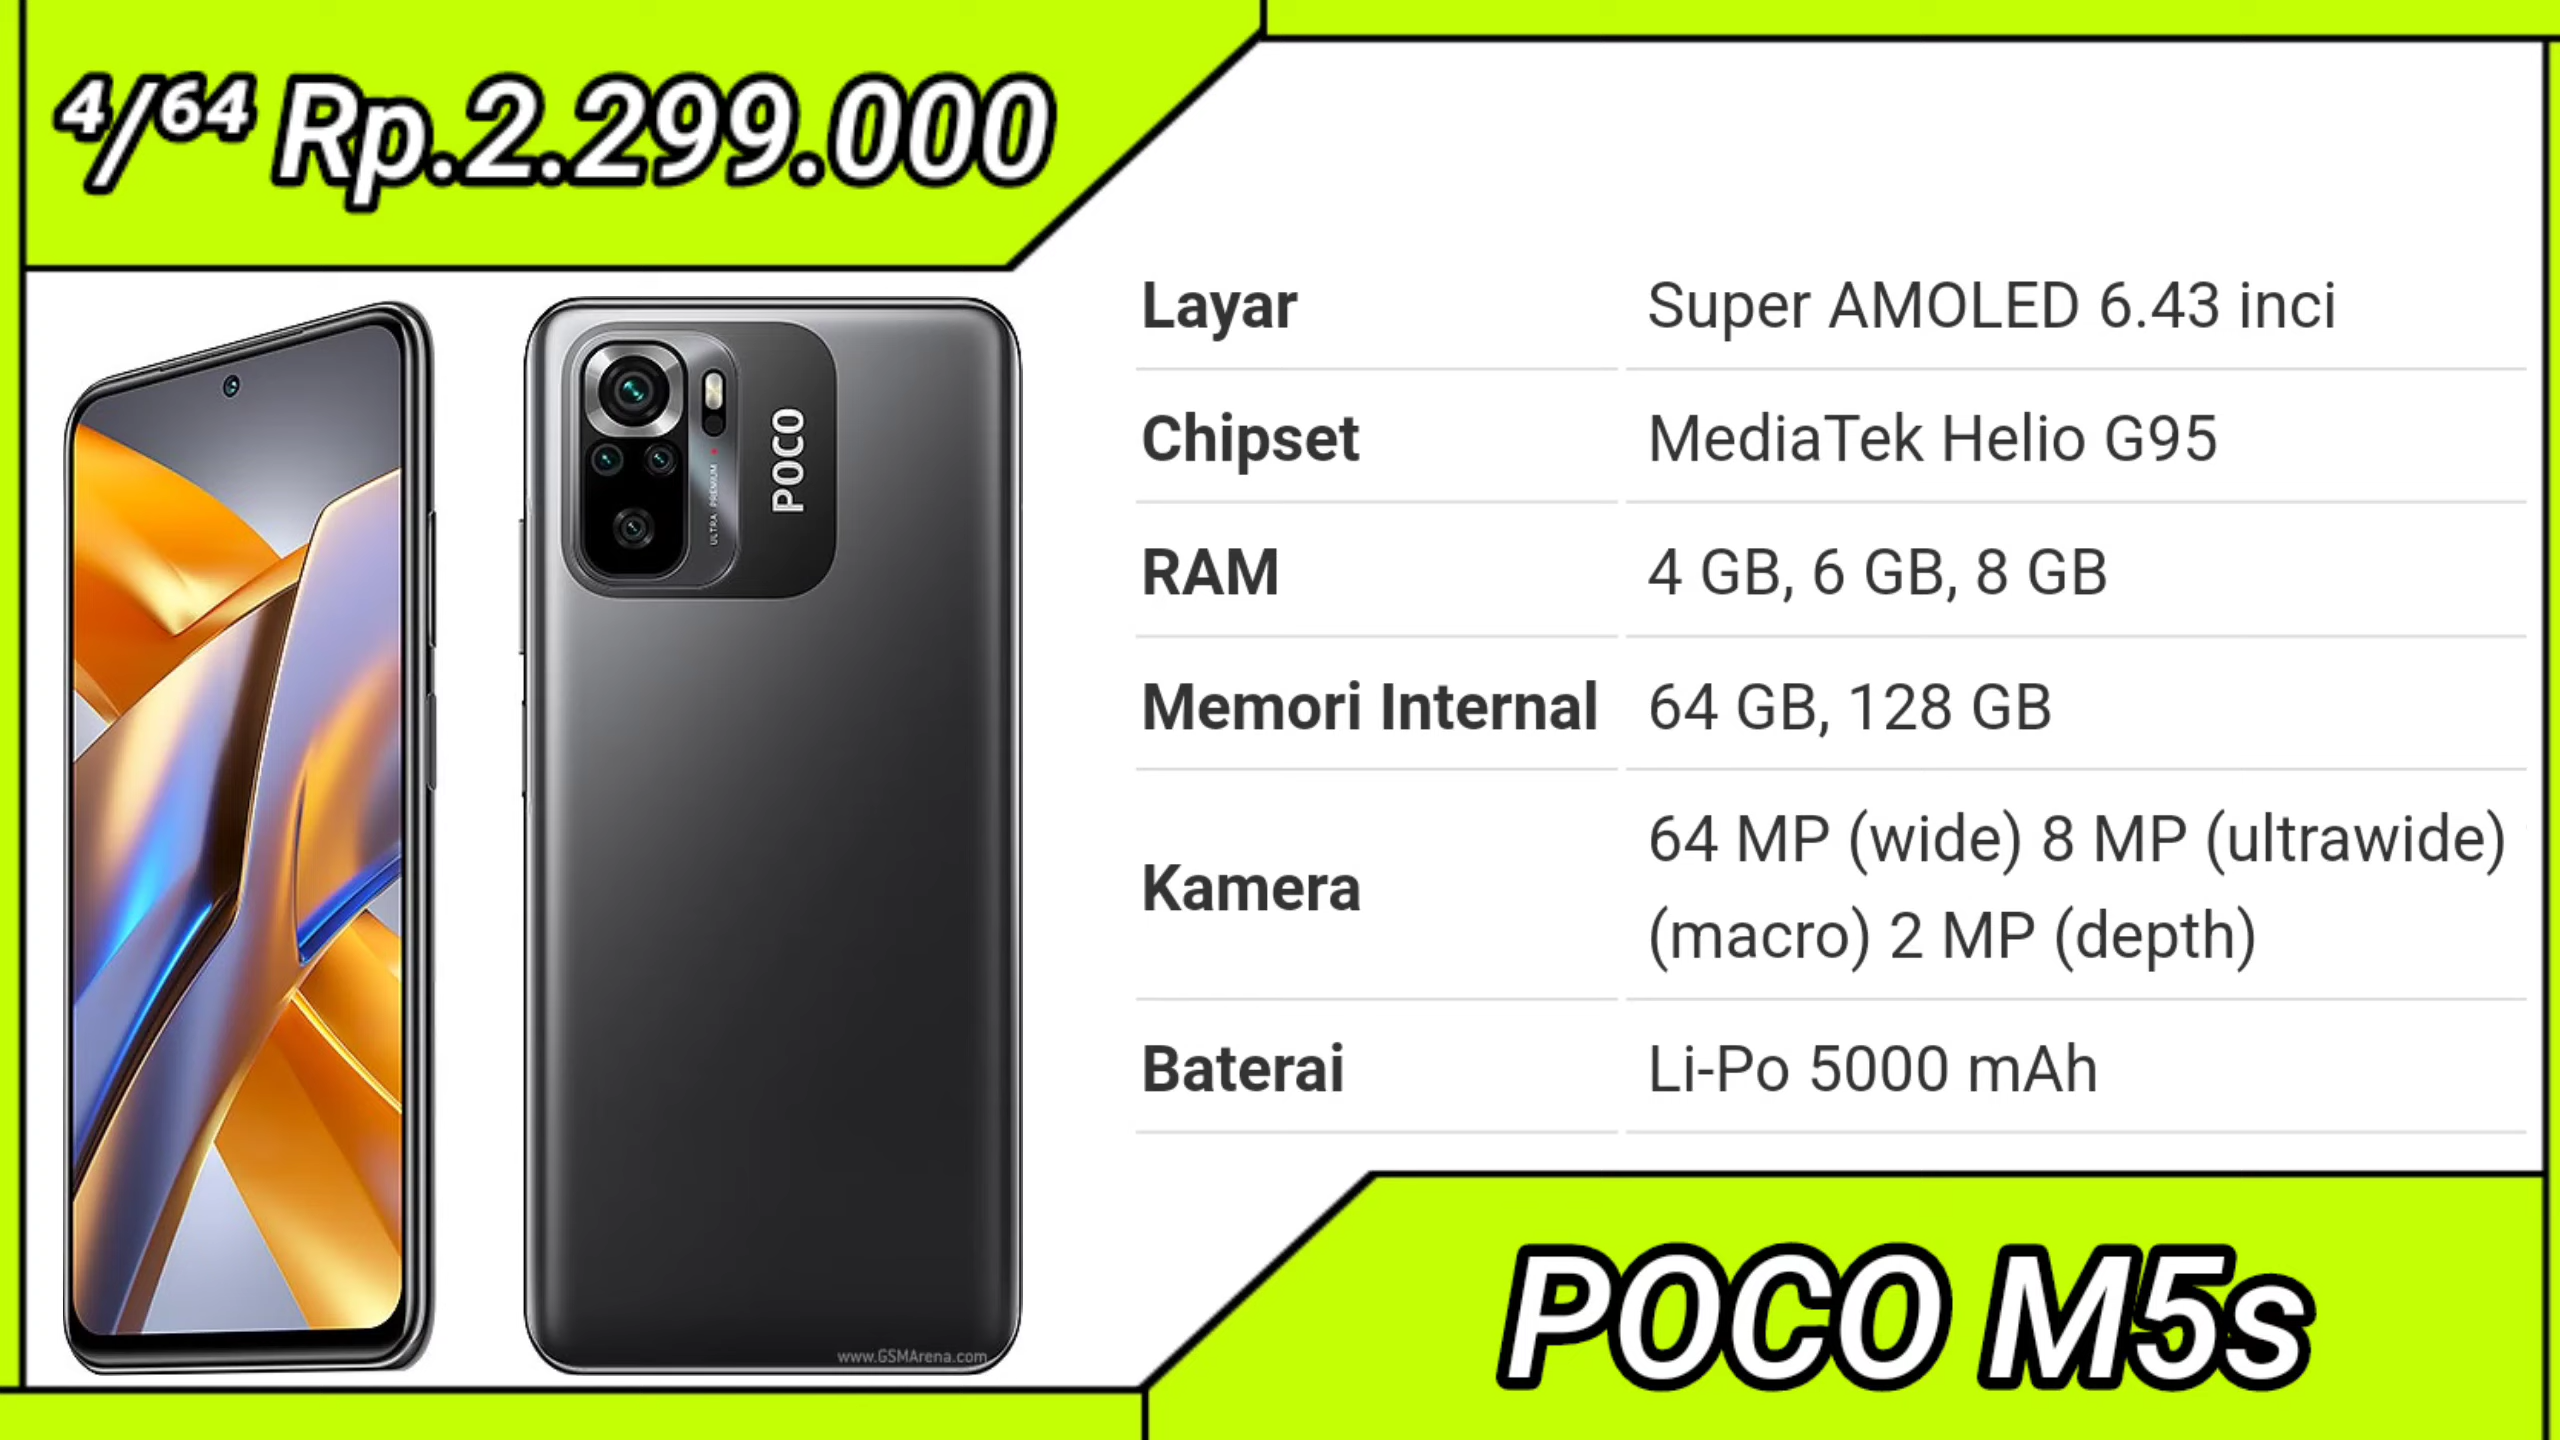 4/64 Rp.2.299.000
POCO
ULTRA PREMIUM
www.GSMArena.com
Layar Super AMOLED 6.43 inci
Chipset MediaTek Helio G95
RAM 4 GB, 6 GB, 8 GB
Memori Internal 64 GB, 128 GB
Kamera 64 MP (wide) 8 MP (ultrawide)
(macro) 2 MP (depth)
Baterai Li-Po 5000 mAh
POCO M5s